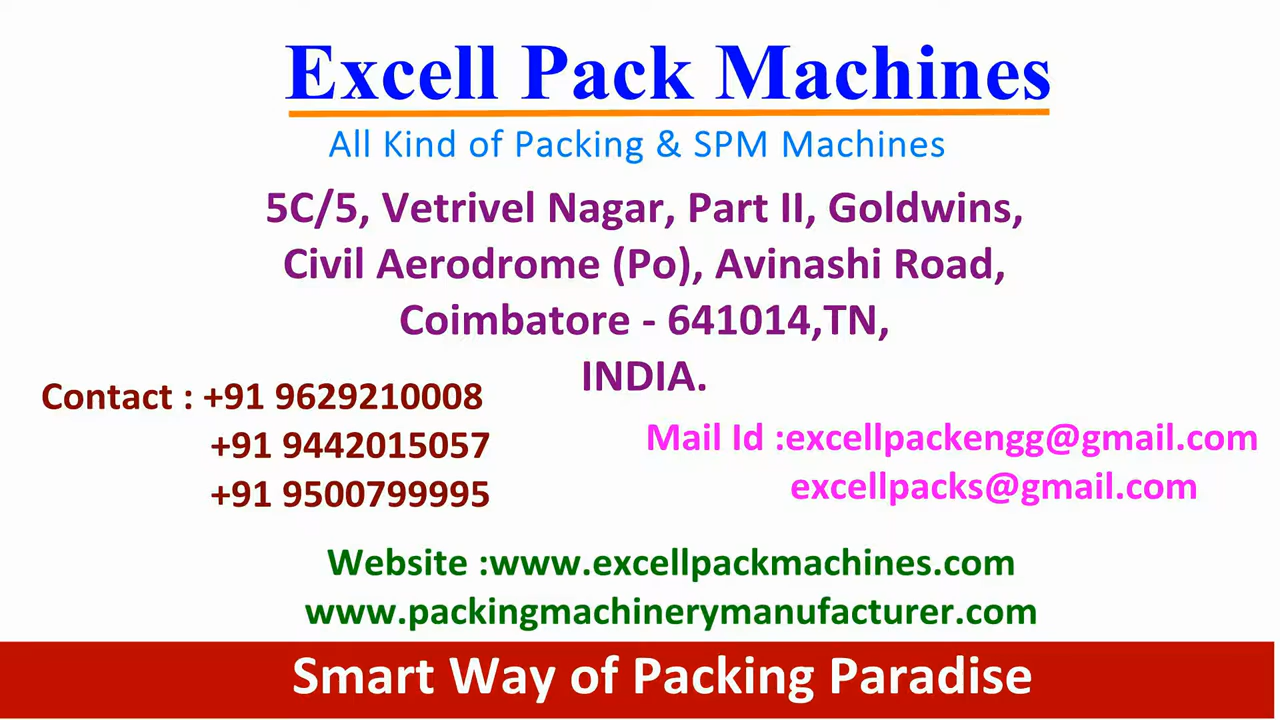 Excell Pack Machines
All Kind of Packing & SPM Machines
5C/5, Vetrivel Nagar, Part II, Goldwins,
Civil Aerodrome (Po), Avinashi Road,
Coimbatore - 641014,TN,
INDIA.
Contact : +91 9629210008
+91 9442015057
+91 9500799995
Mail Id :excellpackengg@gmail.com
excellpacks@gmail.com
Website :www.excellpackmachines.com
www.packingmachinerymanufacturer.com
Smart Way of Packing Paradise